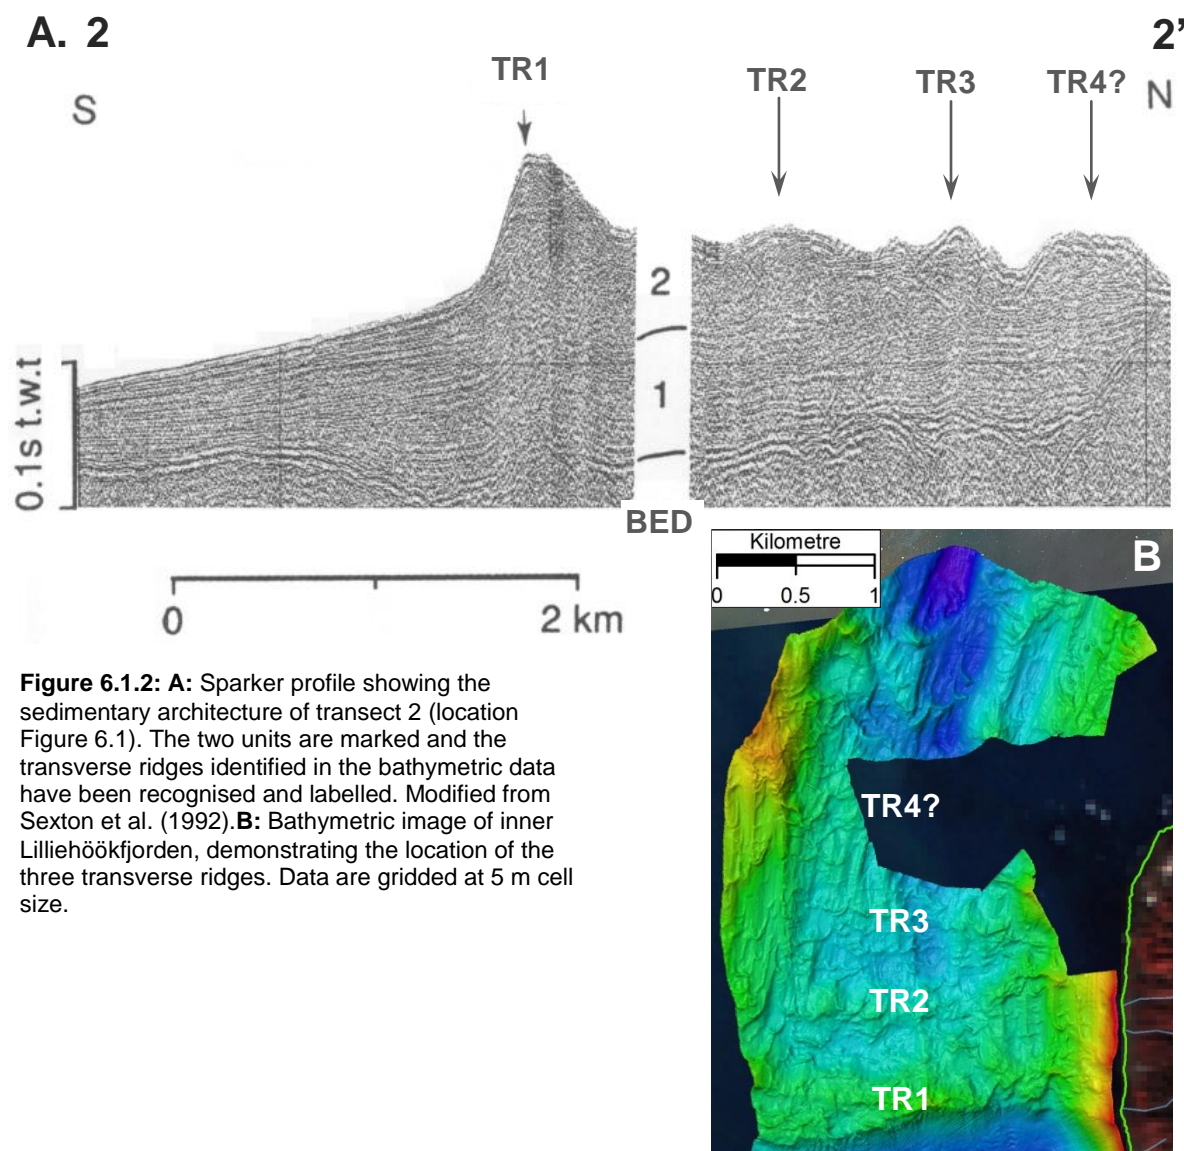 A. 2
2’
TR1
TR2
TR3
TR4?
S
N
2
1
0.1s t.w.t
BED
0
2 km
Kilometre
0 0.5 1
B
TR4?
TR3
TR2
TR1
Figure 6.1.2: A: Sparker profile showing the
sedimentary architecture of transect 2 (location
Figure 6.1). The two units are marked and the
transverse ridges identified in the bathymetric data
have been recognised and labelled. Modified from
Sexton et al. (1992).B: Bathymetric image of inner
Lilliehöökfjorden, demonstrating the location of the
three transverse ridges. Data are gridded at 5 m cell
size.